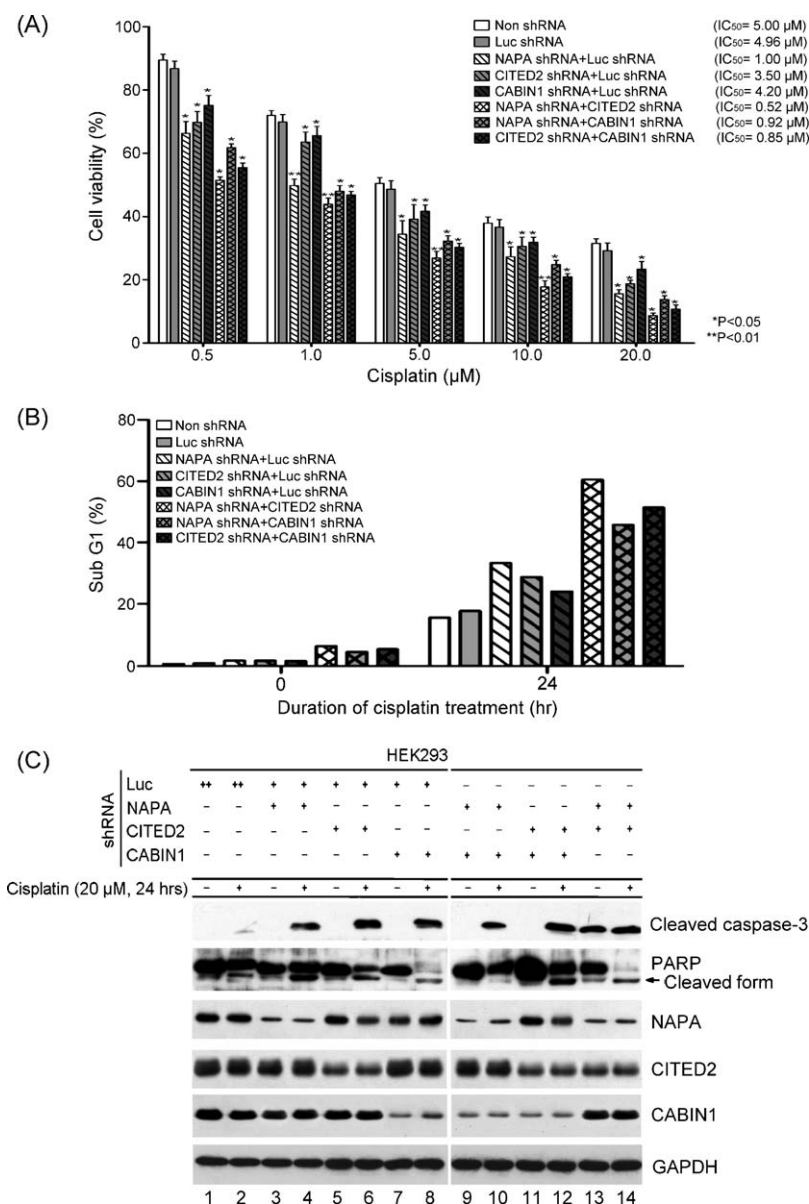 (A)
100
80
60
40
20
0
Cell viability (%)
Non shRNA (IC50= 5.00 µM)
Luc shRNA (IC50= 4.96 µM)
NAPA shRNA+Luc shRNA (IC50= 1.00 µM)
CITED2 shRNA+Luc shRNA (IC50= 3.50 µM)
CABIN1 shRNA+Luc shRNA (IC50= 4.20 µM)
NAPA shRNA+CITED2 shRNA (IC50= 0.52 µM)
NAPA shRNA+CABIN1 shRNA (IC50= 0.92 µM)
CITED2 shRNA+CABIN1 shRNA (IC50= 0.85 µM)
*P<0.05
**P<0.01
0.5 1.0 5.0 10.0 20.0
Cisplatin (µM)
(B)
80
60
40
20
0
Sub G1 (%)
Non shRNA
Luc shRNA
NAPA shRNA+Luc shRNA
CITED2 shRNA+Luc shRNA
CABIN1 shRNA+Luc shRNA
NAPA shRNA+CITED2 shRNA
NAPA shRNA+CABIN1 shRNA
CITED2 shRNA+CABIN1 shRNA
0 24
Duration of cisplatin treatment (hr)
(C)
HEK293
shRNA
Luc ++ ++ + + + + + + - - - - - -
NAPA - - + + - - - - + + - - + +
CITED2 - - - - + + - - - - + + + +
CABIN1 - - - - - - + + + + + + - -
Cisplatin (20 µM, 24 hrs) - + - + - + - + - + - + - +
Cleaved caspase-3
PARP
Cleaved form
NAPA
CITED2
CABIN1
GAPDH
1 2 3 4 5 6 7 8 9 10 11 12 13 14